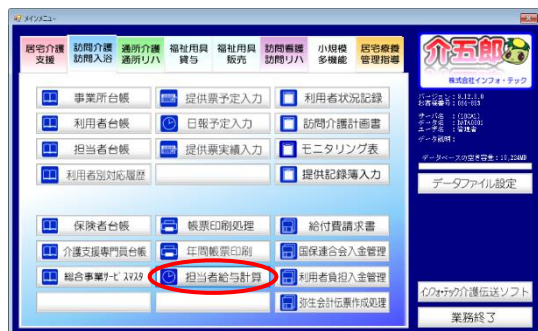 メインメニュー
居宅介護
支援
訪問介護
訪問入浴
通所介護
通所リハ
福祉用具
貸与
福祉用具
販売
訪問看護
訪問リハ
小規模
多機能
居宅療養
管理指導
介五郎
株式会社インフォ・テック
事業所台帳
提供票予定入力
利用者状況記録
利用者台帳
日報予定入力
訪問介護計画書
担当者台帳
提供票実績入力
モニタリング表
利用者別対応履歴
提供記録簿入力
データベースの空き容量:
データファイル設定
保険者台帳
帳票印刷処理
給付費請求書
介護支援専門員台帳
年間帳票印刷
国保連合会入金管理
総合事業サービスマスタ
担当者給与計算
利用者負担入金管理
弥生会計伝票作成処理
インフォ・テック介護伝送ソフト
業務終了